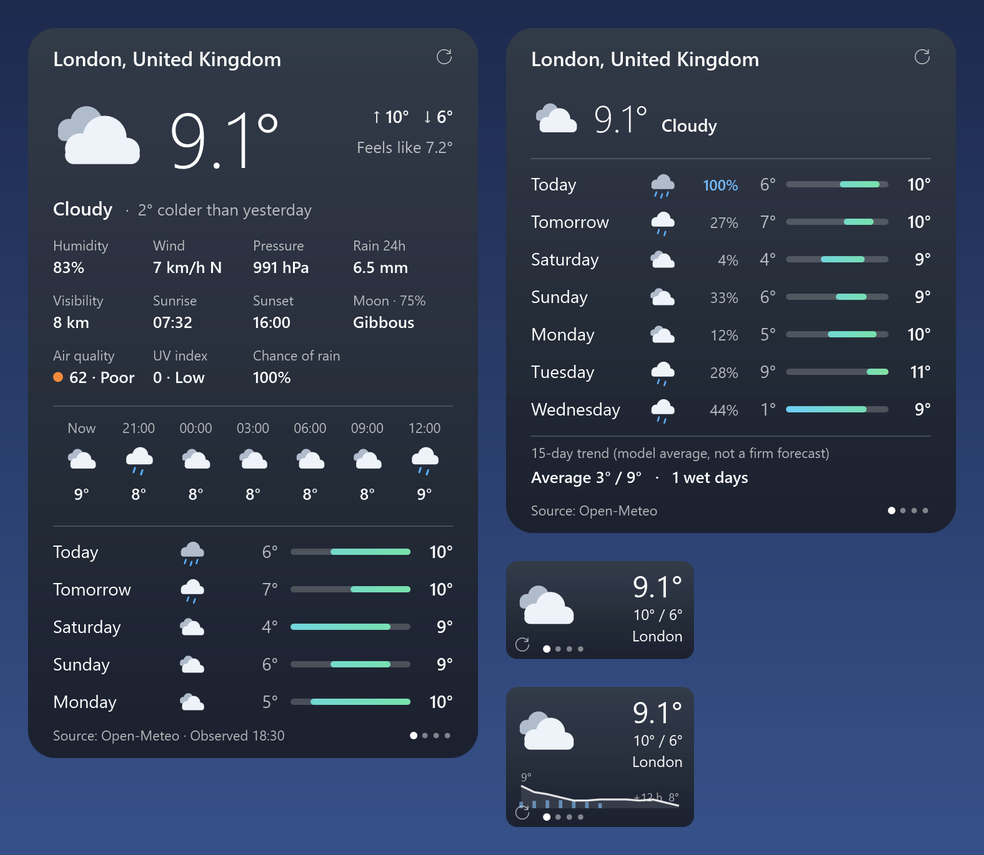 London, United Kingdom
9.1°
↑ 10° ↓ 6°
Feels like 7.2°
Cloudy · 2° colder than yesterday
Humidity Wind Pressure Rain 24h
83% 7 km/h N 991 hPa 6.5 mm
Visibility Sunrise Sunset Moon · 75%
8 km 07:32 16:00 Gibbous
Air quality UV index Chance of rain
62 · Poor 0 · Low 100%
Now 21:00 00:00 03:00 06:00 09:00 12:00
9° 8° 8° 8° 8° 8° 9°
Today 6° 10°
Tomorrow 7° 10°
Saturday 4° 9°
Sunday 6° 9°
Monday 5° 10°
Source: Open-Meteo · Observed 18:30
London, United Kingdom
9.1° Cloudy
Today 100% 6° 10°
Tomorrow 27% 7° 10°
Saturday 4% 4° 9°
Sunday 33% 6° 9°
Monday 12% 5° 10°
Tuesday 28% 9° 11°
Wednesday 44% 1° 9°
15-day trend (model average, not a firm forecast)
Average 3° / 9° · 1 wet days
Source: Open-Meteo
9.1°
10° / 6°
London
9.1°
10° / 6°
London
9°
+12 h 8°